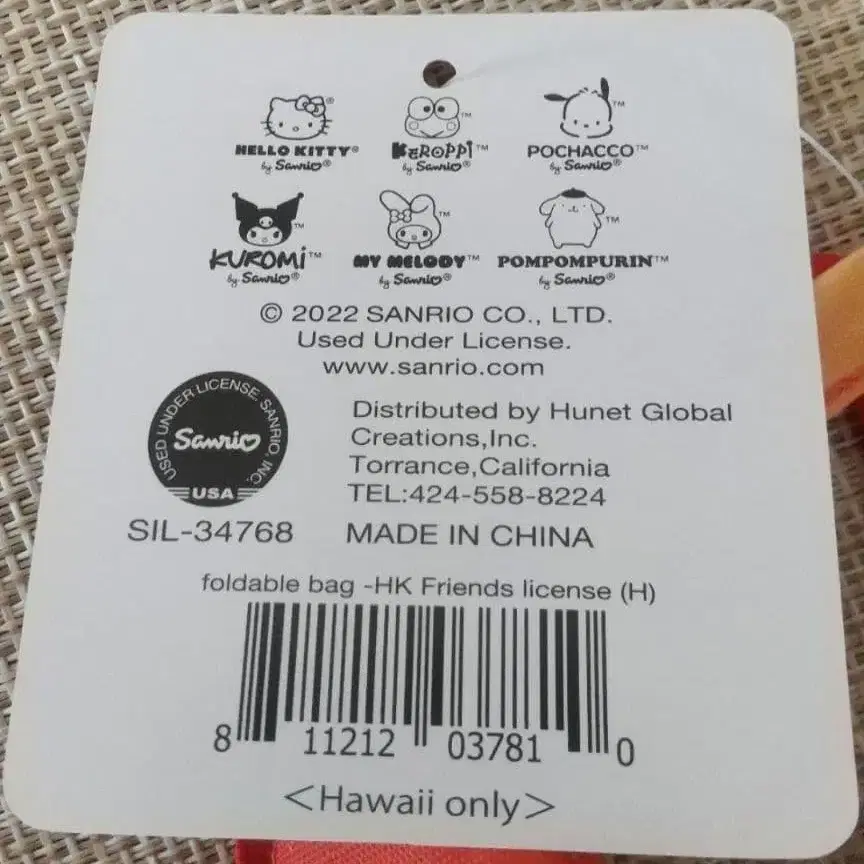 HELLO KITTY® KEROPPI™ POCHACCO™
by Sanrio® by Sanrio® by Sanrio®
KUROMI™ MY MELODY™ POMPOMPURIN™
by Sanrio® by Sanrio® by Sanrio®
© 2022 SANRIO CO., LTD.
Used Under License.
www.sanrio.com
USED UNDER LICENSE, SANRIO, INC.
Sanrio
USA
Distributed by Hunet Global
Creations,Inc.
Torrance,California
TEL:424-558-8224
SIL-34768 MADE IN CHINA
foldable bag -HK Friends license (H)
8 11212 03781 0
<Hawaii only>